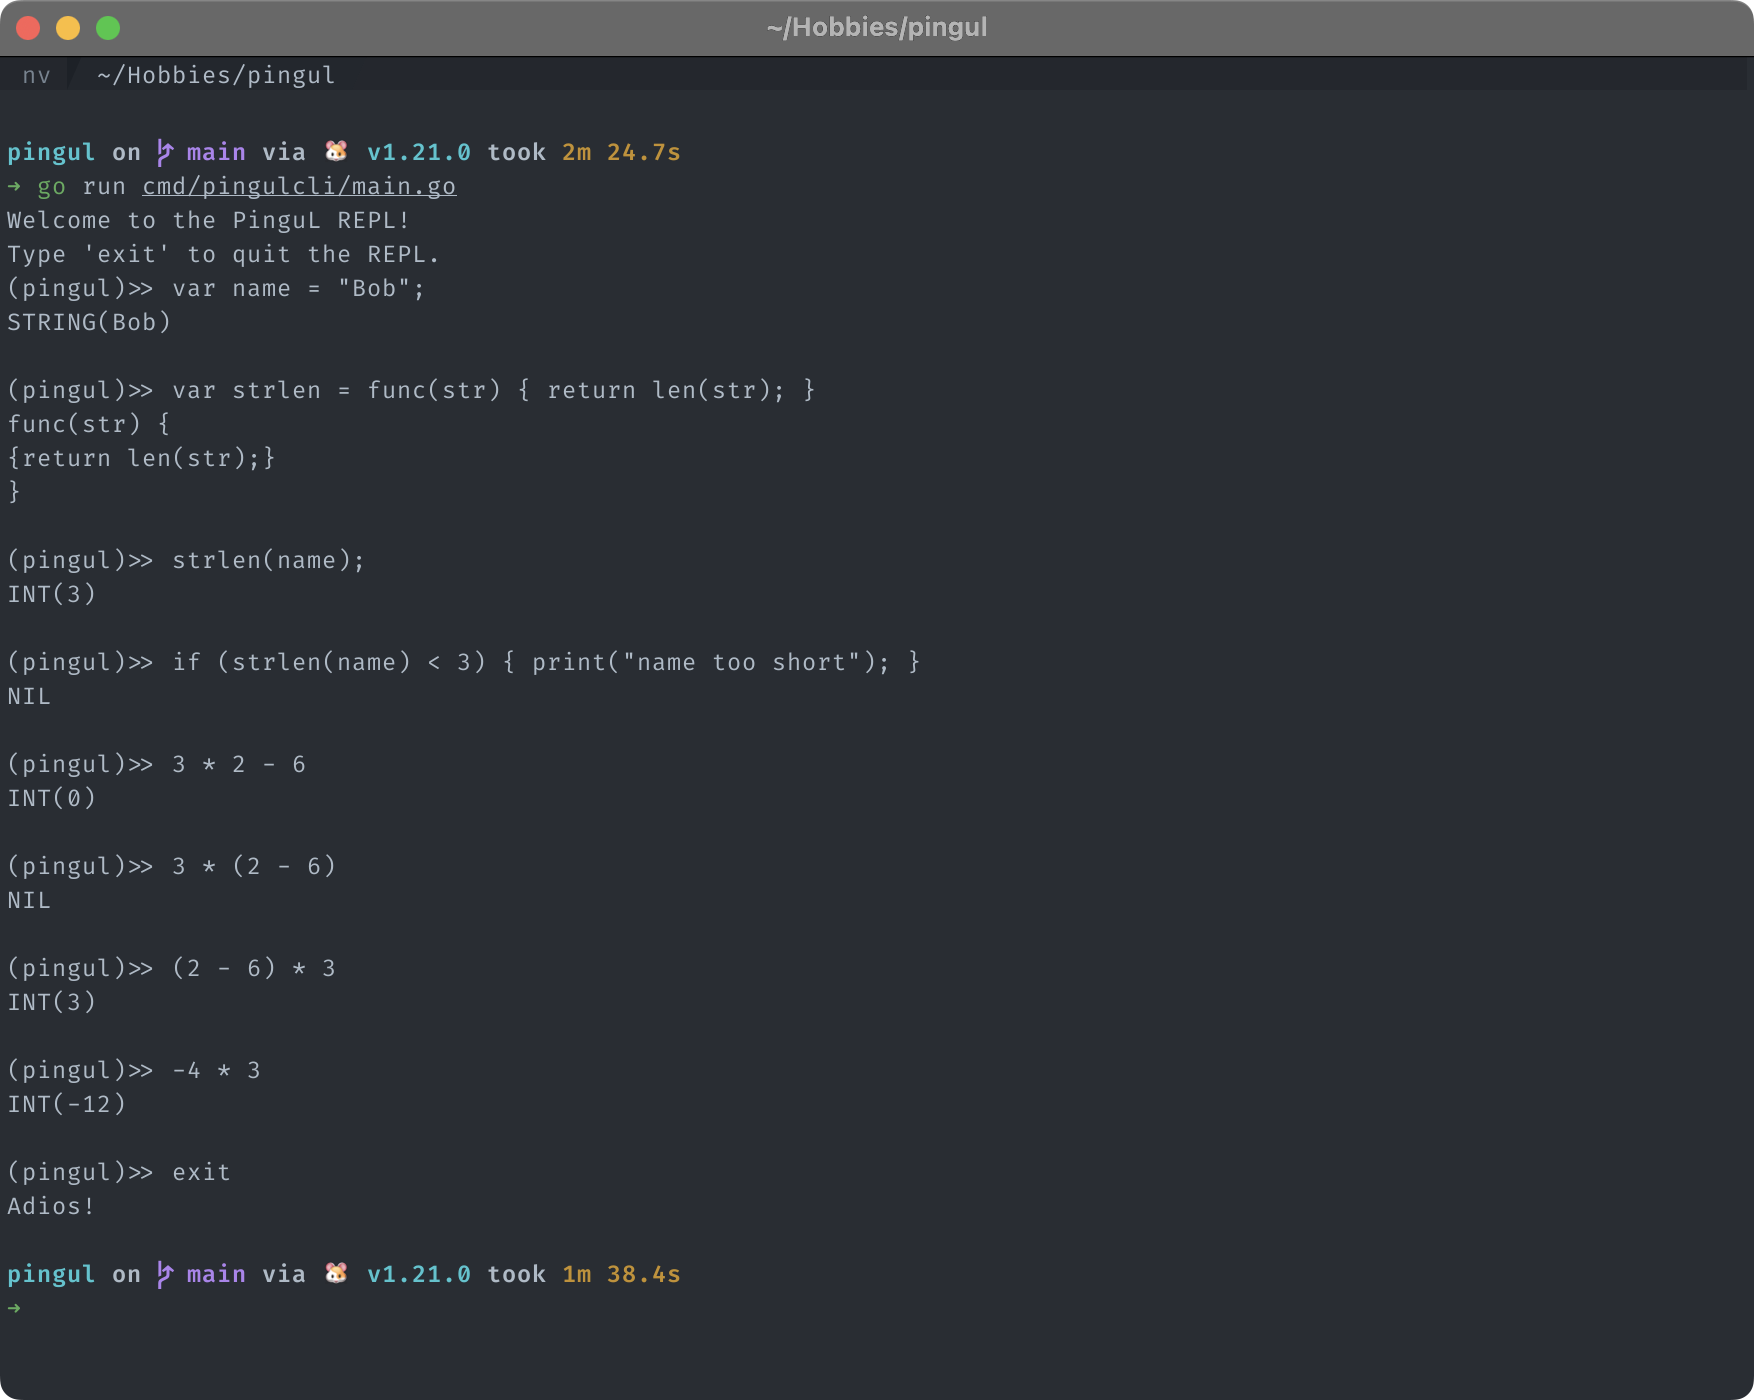 ~/Hobbies/pingul
nv ~/Hobbies/pingul
pingul on main via 🐹 v1.21.0 took 2m 24.7s
➜ go run cmd/pingulcli/main.go
Welcome to the PinguL REPL!
Type 'exit' to quit the REPL.
(pingul)>> var name = "Bob";
STRING(Bob)
(pingul)>> var strlen = func(str) { return len(str); }
func(str) {
{return len(str);}
}
(pingul)>> strlen(name);
INT(3)
(pingul)>> if (strlen(name) < 3) { print("name too short"); }
NIL
(pingul)>> 3 * 2 - 6
INT(0)
(pingul)>> 3 * (2 - 6)
NIL
(pingul)>> (2 - 6) * 3
INT(3)
(pingul)>> -4 * 3
INT(-12)
(pingul)>> exit
Adios!
pingul on main via 🐹 v1.21.0 took 1m 38.4s
➜